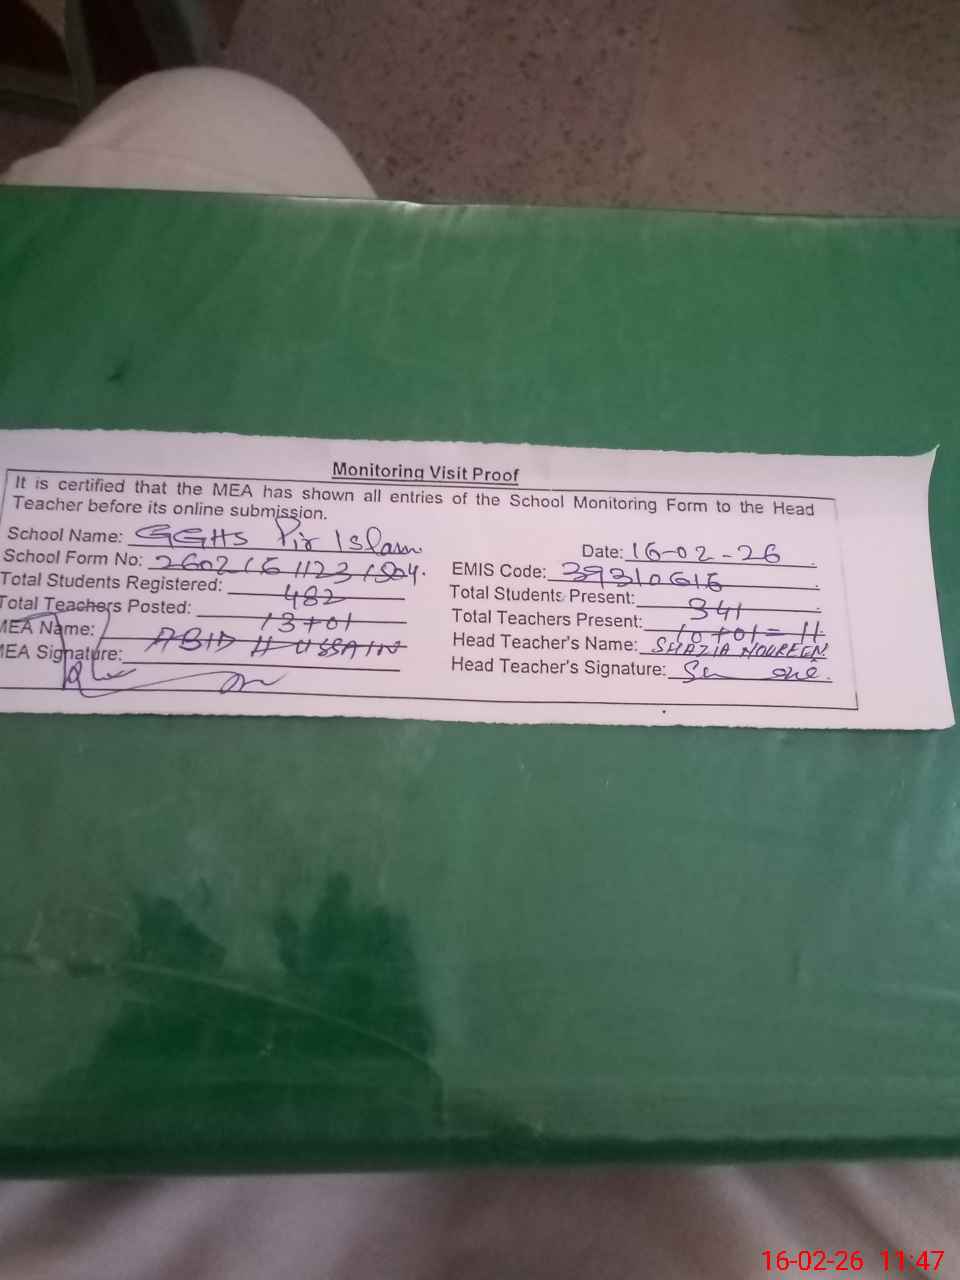 Monitoring Visit Proof
It is certified that the MEA has shown all entries of the School Monitoring Form to the Head
Teacher before its online submission.
School Name: GGHS Pir Islam
Date: 16-02-26
School Form No:
EMIS Code: 39310616
Total Students Registered: 482
Total Students Present: 341
Total Teachers Posted: 13+01
Total Teachers Present: 10+01=11
MEA Name: ABID HUSSAIN
Head Teacher's Name: SHAZIA NOUREEN
MEA Signature:
Head Teacher's Signature:
16-02-26 11:47